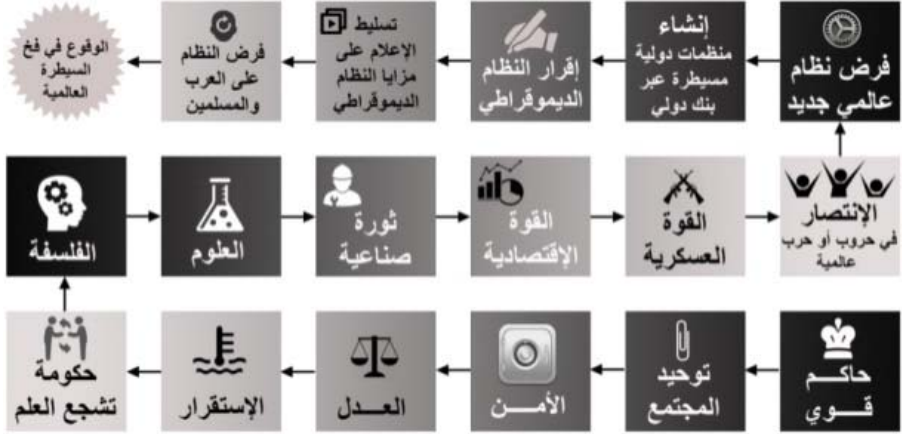 فرض نظام
عالمي جديد
إنشاء
منظمات دولية
مسيطرة عبر
بنك دولي
إقرار النظام
الديموقراطي
تسليط
الإعلام على
مزايا النظام
الديموقراطي
فرض النظام
على العرب
والمسلمين
الوقوع في فخ
السيطرة
العالمية
الفلسفة
العلوم
ثورة
صناعية
القوة
الإقتصادية
القوة
العسكرية
الإنتصار
في حروب أو حرب
عالمية
حاكـــم
قـــوي
توحيد
المجتمع
الأمــن
العــدل
الإستقرار
حكومة
تشجع العلم